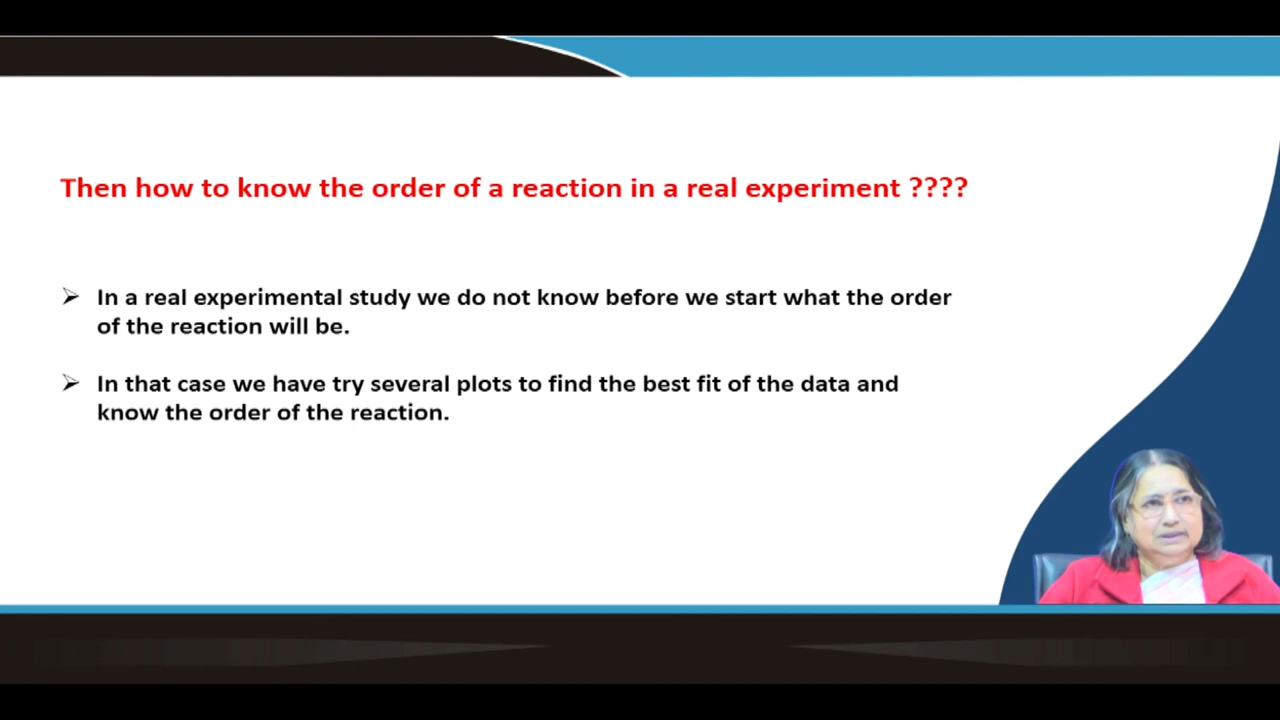 Then how to know the order of a reaction in a real experiment ????
➢ In a real experimental study we do not know before we start what the order
of the reaction will be.
➢ In that case we have try several plots to find the best fit of the data and
know the order of the reaction.